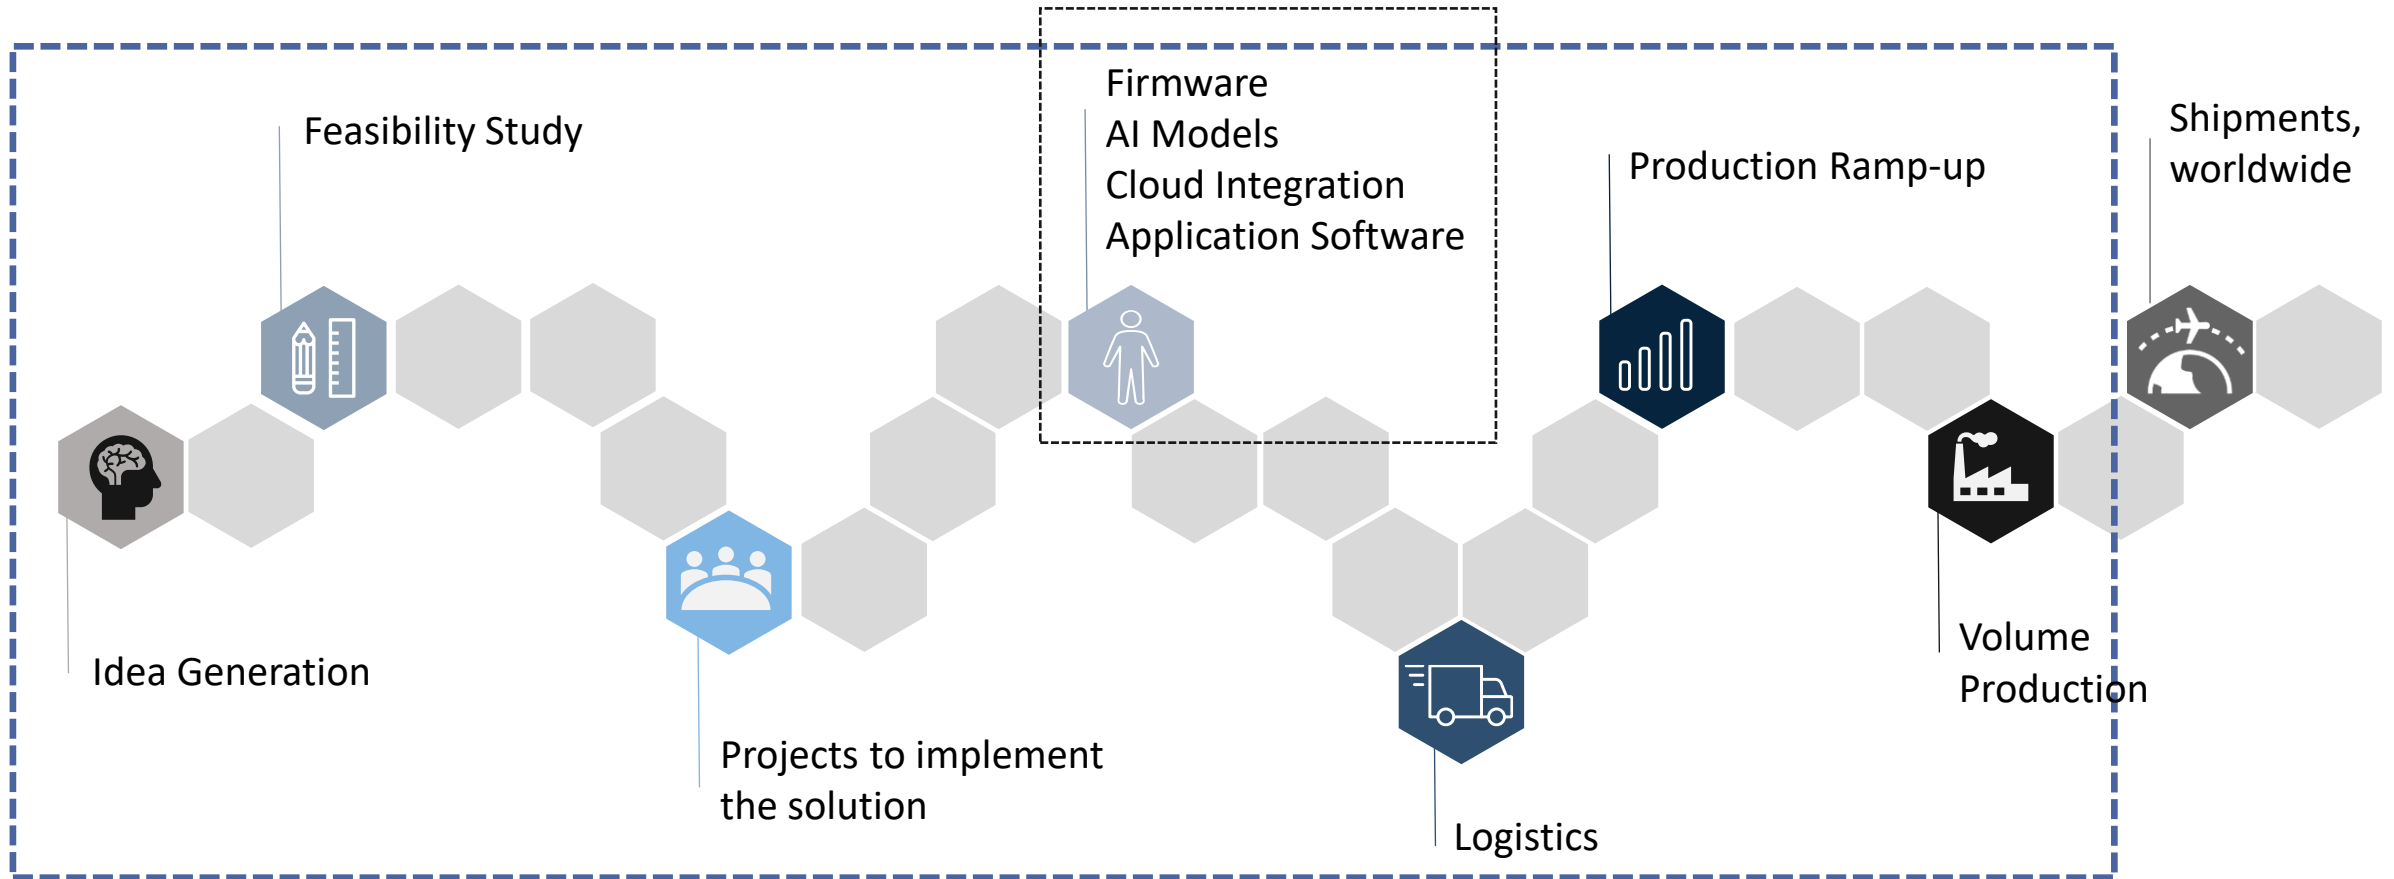 Feasibility Study
Firmware
AI Models
Cloud Integration
Application Software
Production Ramp-up
Shipments,
worldwide
Idea Generation
Projects to implement
the solution
Logistics
Volume
Production